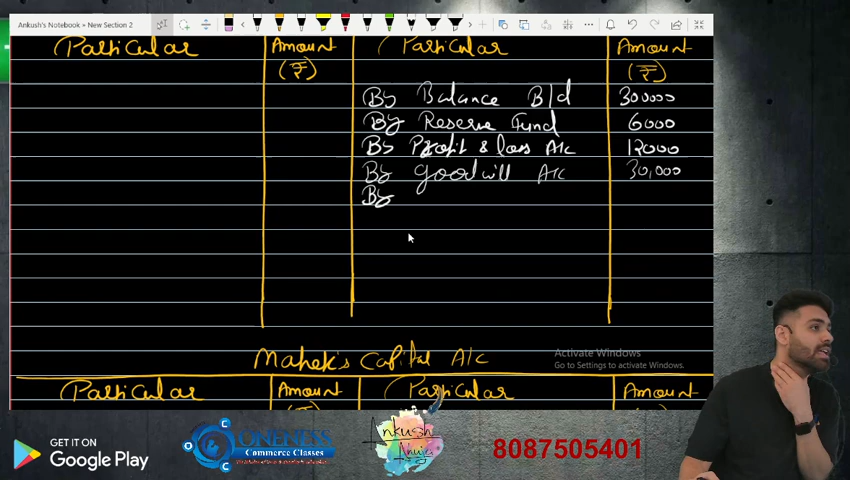 Ankush's Notebook » New Section 2
Particular Amount (₹) Particular Amount (₹)
By Balance B/d 300000
By Reserve Fund 6000
By Profit & loss A/c 12000
By Goodwill A/c 30,000
By
Mahek's Capital A/c
Particular Amount (₹) Particular Amount (₹)
Activate Windows
Go to Settings to activate Windows.
GET IT ON
Google Play
ONENESS
Commerce Classes
Ankush
Ahuja
8087505401